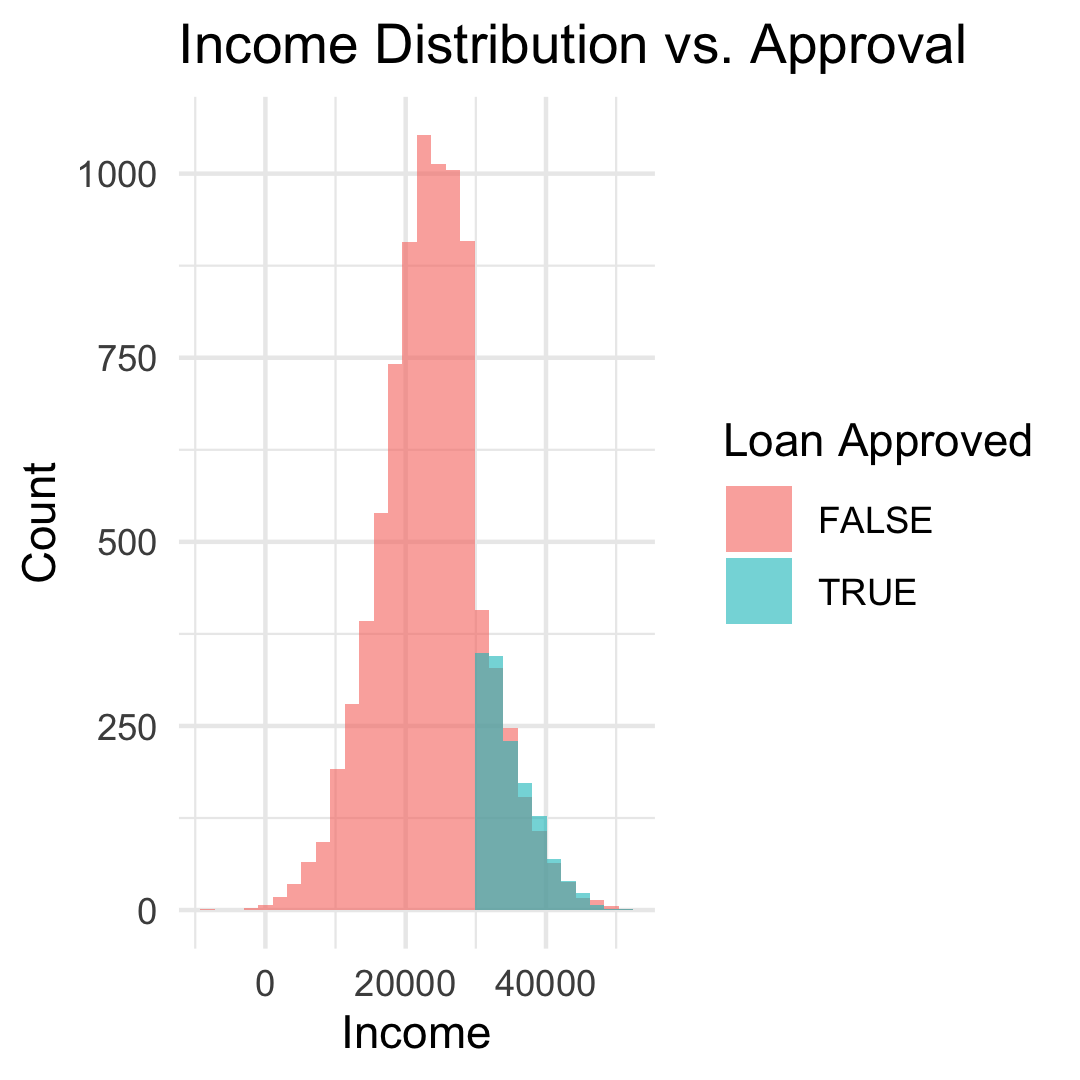 Income Distribution vs. Approval
1000
750
500
250
0
Count
0 20000 40000
Income
Loan Approved
FALSE
TRUE